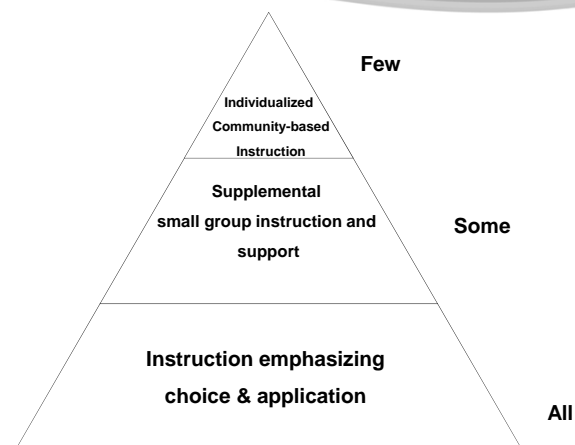 Few
Individualized
Community-based
Instruction
Supplemental
small group instruction and
support
Some
Instruction emphasizing
choice & application
All